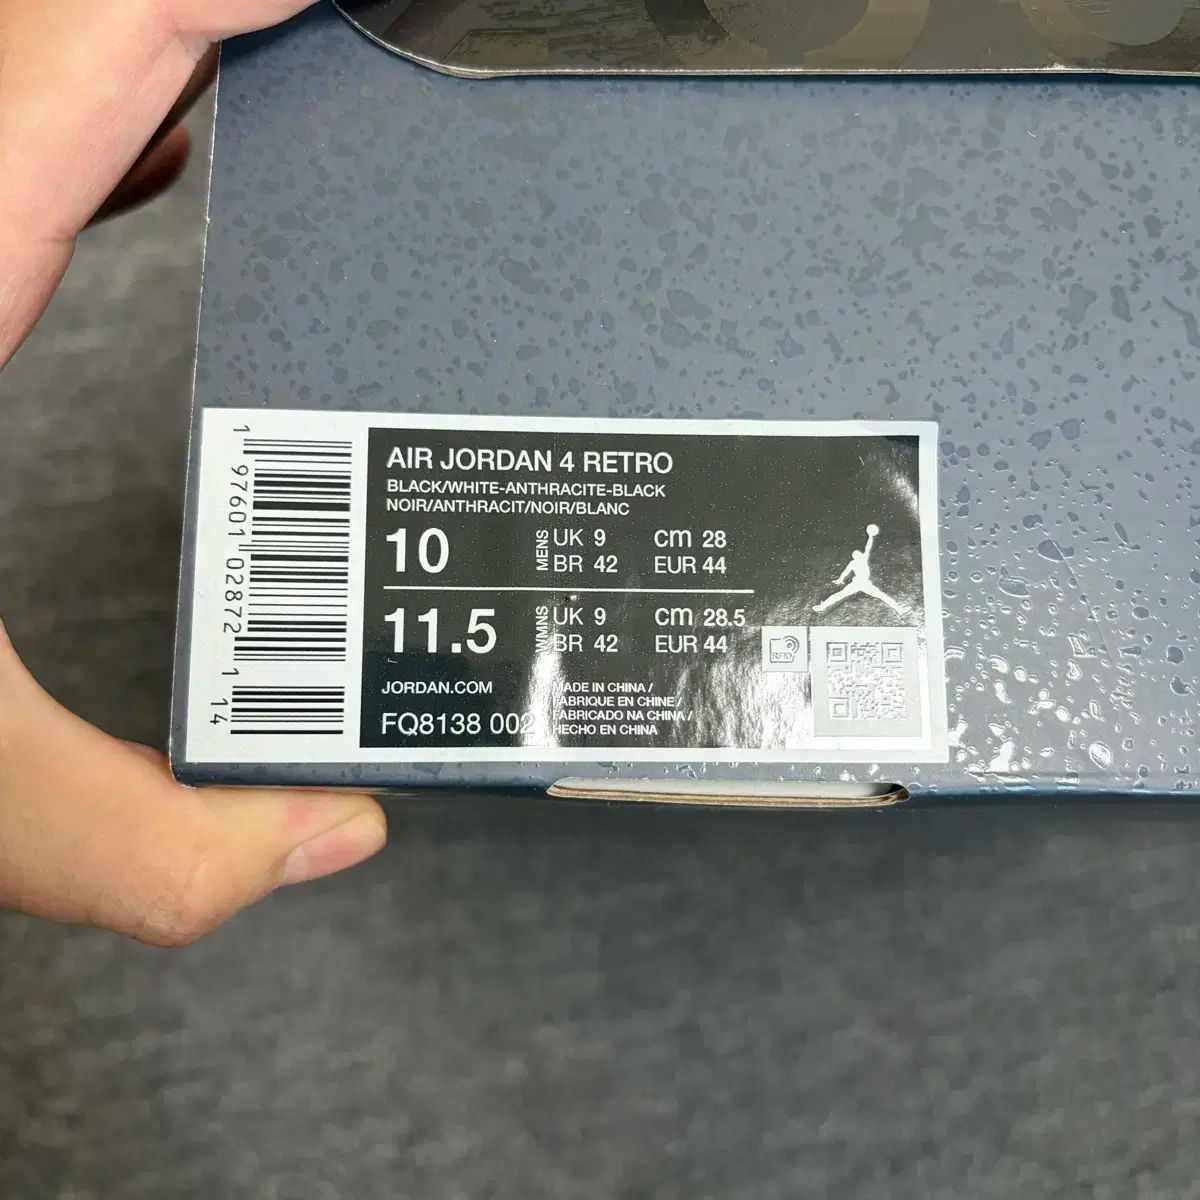 AIR JORDAN 4 RETRO
BLACK/WHITE-ANTHRACITE-BLACK
NOIR/ANTHRACIT/NOIR/BLANC
10 MENS UK 9 cm 28
BR 42 EUR 44
11.5 WMNS UK 9 cm 28.5
BR 42 EUR 44
RFID
JORDAN.COM
FQ8138 002
MADE IN CHINA /
FABRIQUE EN CHINE /
FABRICADO NA CHINA /
HECHO EN CHINA
1 97601 02872 1 14